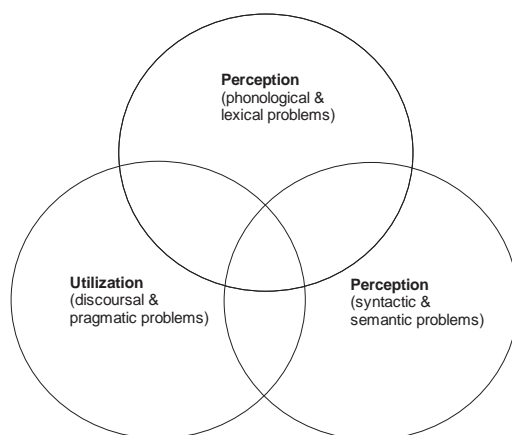 Perception
(phonological &
lexical problems)
Utilization
(discoursal &
pragmatic problems)
Perception
(syntactic &
semantic problems)